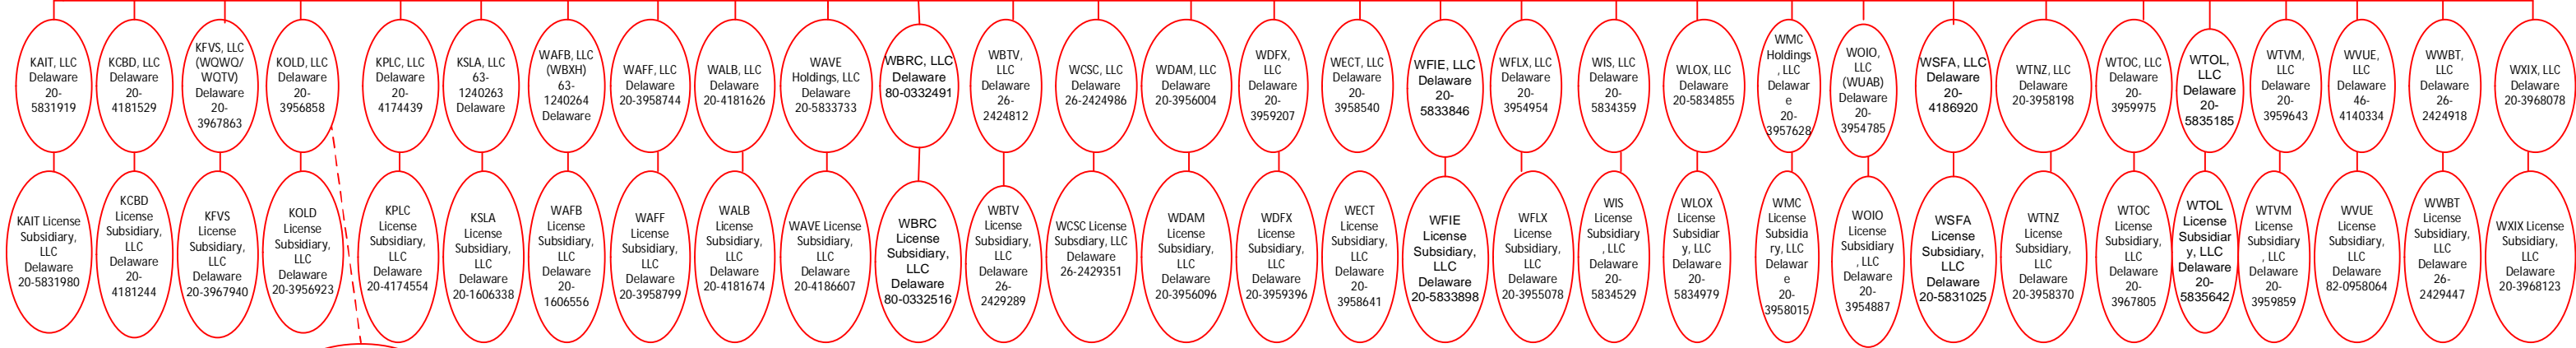 KAIT, LLC
Delaware
20-
5831919
KCBD, LLC
Delaware
20-
4181529
KFVS, LLC
(WQWQ/
WQTV)
Delaware
20-
3967863
KOLD, LLC
Delaware
20-
3956858
KPLC, LLC
Delaware
20-
4174439
KSLA, LLC
63-
1240263
Delaware
WAFB, LLC
(WBXH)
63-
1240264
Delaware
WAFF, LLC
Delaware
20-3958744
WALB, LLC
Delaware
20-4181626
WAVE
Holdings, LLC
Delaware
20-5833733
WBRC, LLC
Delaware
80-0332491
WBTV,
LLC
Delaware
26-
2424812
WCSC, LLC
Delaware
26-2424986
WDAM, LLC
Delaware
20-3956004
WDFX,
LLC
Delaware
20-
3959207
WECT, LLC
Delaware
20-
3958540
WFIE, LLC
Delaware
20-
5833846
WFLX, LLC
Delaware
20-
3954954
WIS, LLC
Delaware
20-
5834359
WLOX, LLC
Delaware
20-5834855
WMC
Holdings
, LLC
Delawar
e
20-
3957628
WOIO,
LLC
(WUAB)
Delaware
20-
3954785
WSFA, LLC
Delaware
20-
4186920
WTNZ, LLC
Delaware
20-3958198
WTOC, LLC
Delaware
20-
3959975
WTOL,
LLC
Delaware
20-
5835185
WTVM,
LLC
Delaware
20-
3959643
WVUE,
LLC
Delaware
46-
4140334
WWBT,
LLC
Delaware
26-
2424918
WXIX, LLC
Delaware
20-3968078
KAIT License
Subsidiary,
LLC
Delaware
20-5831980
KCBD
License
Subsidiary,
LLC
Delaware
20-
4181244
KFVS
License
Subsidiary,
LLC
Delaware
20-3967940
KOLD
License
Subsidiary,
LLC
Delaware
20-3956923
KPLC
License
Subsidiary,
LLC
Delaware
20-4174554
KSLA
License
Subsidiary,
LLC
Delaware
20-1606338
WAFB
License
Subsidiary,
LLC
Delaware
20-
1606556
WAFF
License
Subsidiary,
LLC
Delaware
20-3958799
WALB
License
Subsidiary,
LLC
Delaware
20-4181674
WAVE License
Subsidiary,
LLC
Delaware
20-4186607
WBRC
License
Subsidiary,
LLC
Delaware
80-0332516
WBTV
License
Subsidiary,
LLC
Delaware
26-
2429289
WCSC License
Subsdiary, LLC
Delaware
26-2429351
WDAM
License
Subsidiary,
LLC
Delaware
20-3956096
WDFX
License
Subsidiary,
LLC
Delaware
20-3959396
WECT
License
Subsidiary,
LLC
Delaware
20-
3958641
WFIE
License
Subsidiary,
LLC
Delaware
20-5833898
WFLX
License
Subsidiary,
LLC
Delaware
20-3955078
WIS
License
Subsidiary
, LLC
Delaware
20-
5834529
WLOX
License
Subsidiar
y, LLC
Delaware
20-
5834979
WMC
License
Subsidia
ry, LLC
Delawar
e
20-
3958015
WOIO
License
Subsidiary
, LLC
Delaware
20-
3954887
WSFA
License
Subsidiary,
LLC
Delaware
20-5831025
WTNZ
License
Subsidiary,
LLC
Delaware
20-3958370
WTOC
License
Subsidiary,
LLC
Delaware
20-
3967805
WTOL
License
Subsidiar
y, LLC
Delaware
20-
5835642
WTVM
License
Subsidiary
, LLC
Delaware
20-
3959859
WVUE
License
Subsidiary,
LLC
Delaware
82-0958064
WWBT
License
Subsidiary,
LLC
Delaware
26-
2429447
WXIX License
Subsidiary,
LLC
Delaware
20-3968123